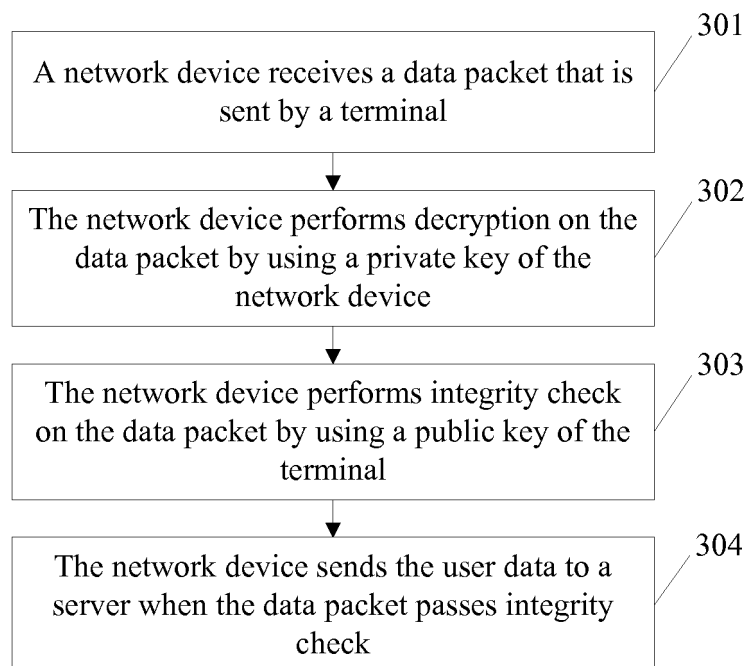 301
A network device receives a data packet that is
sent by a terminal
302
The network device performs decryption on the
data packet by using a private key of the
network device
303
The network device performs integrity check
on the data packet by using a public key of the
terminal
304
The network device sends the user data to a
server when the data packet passes integrity
check